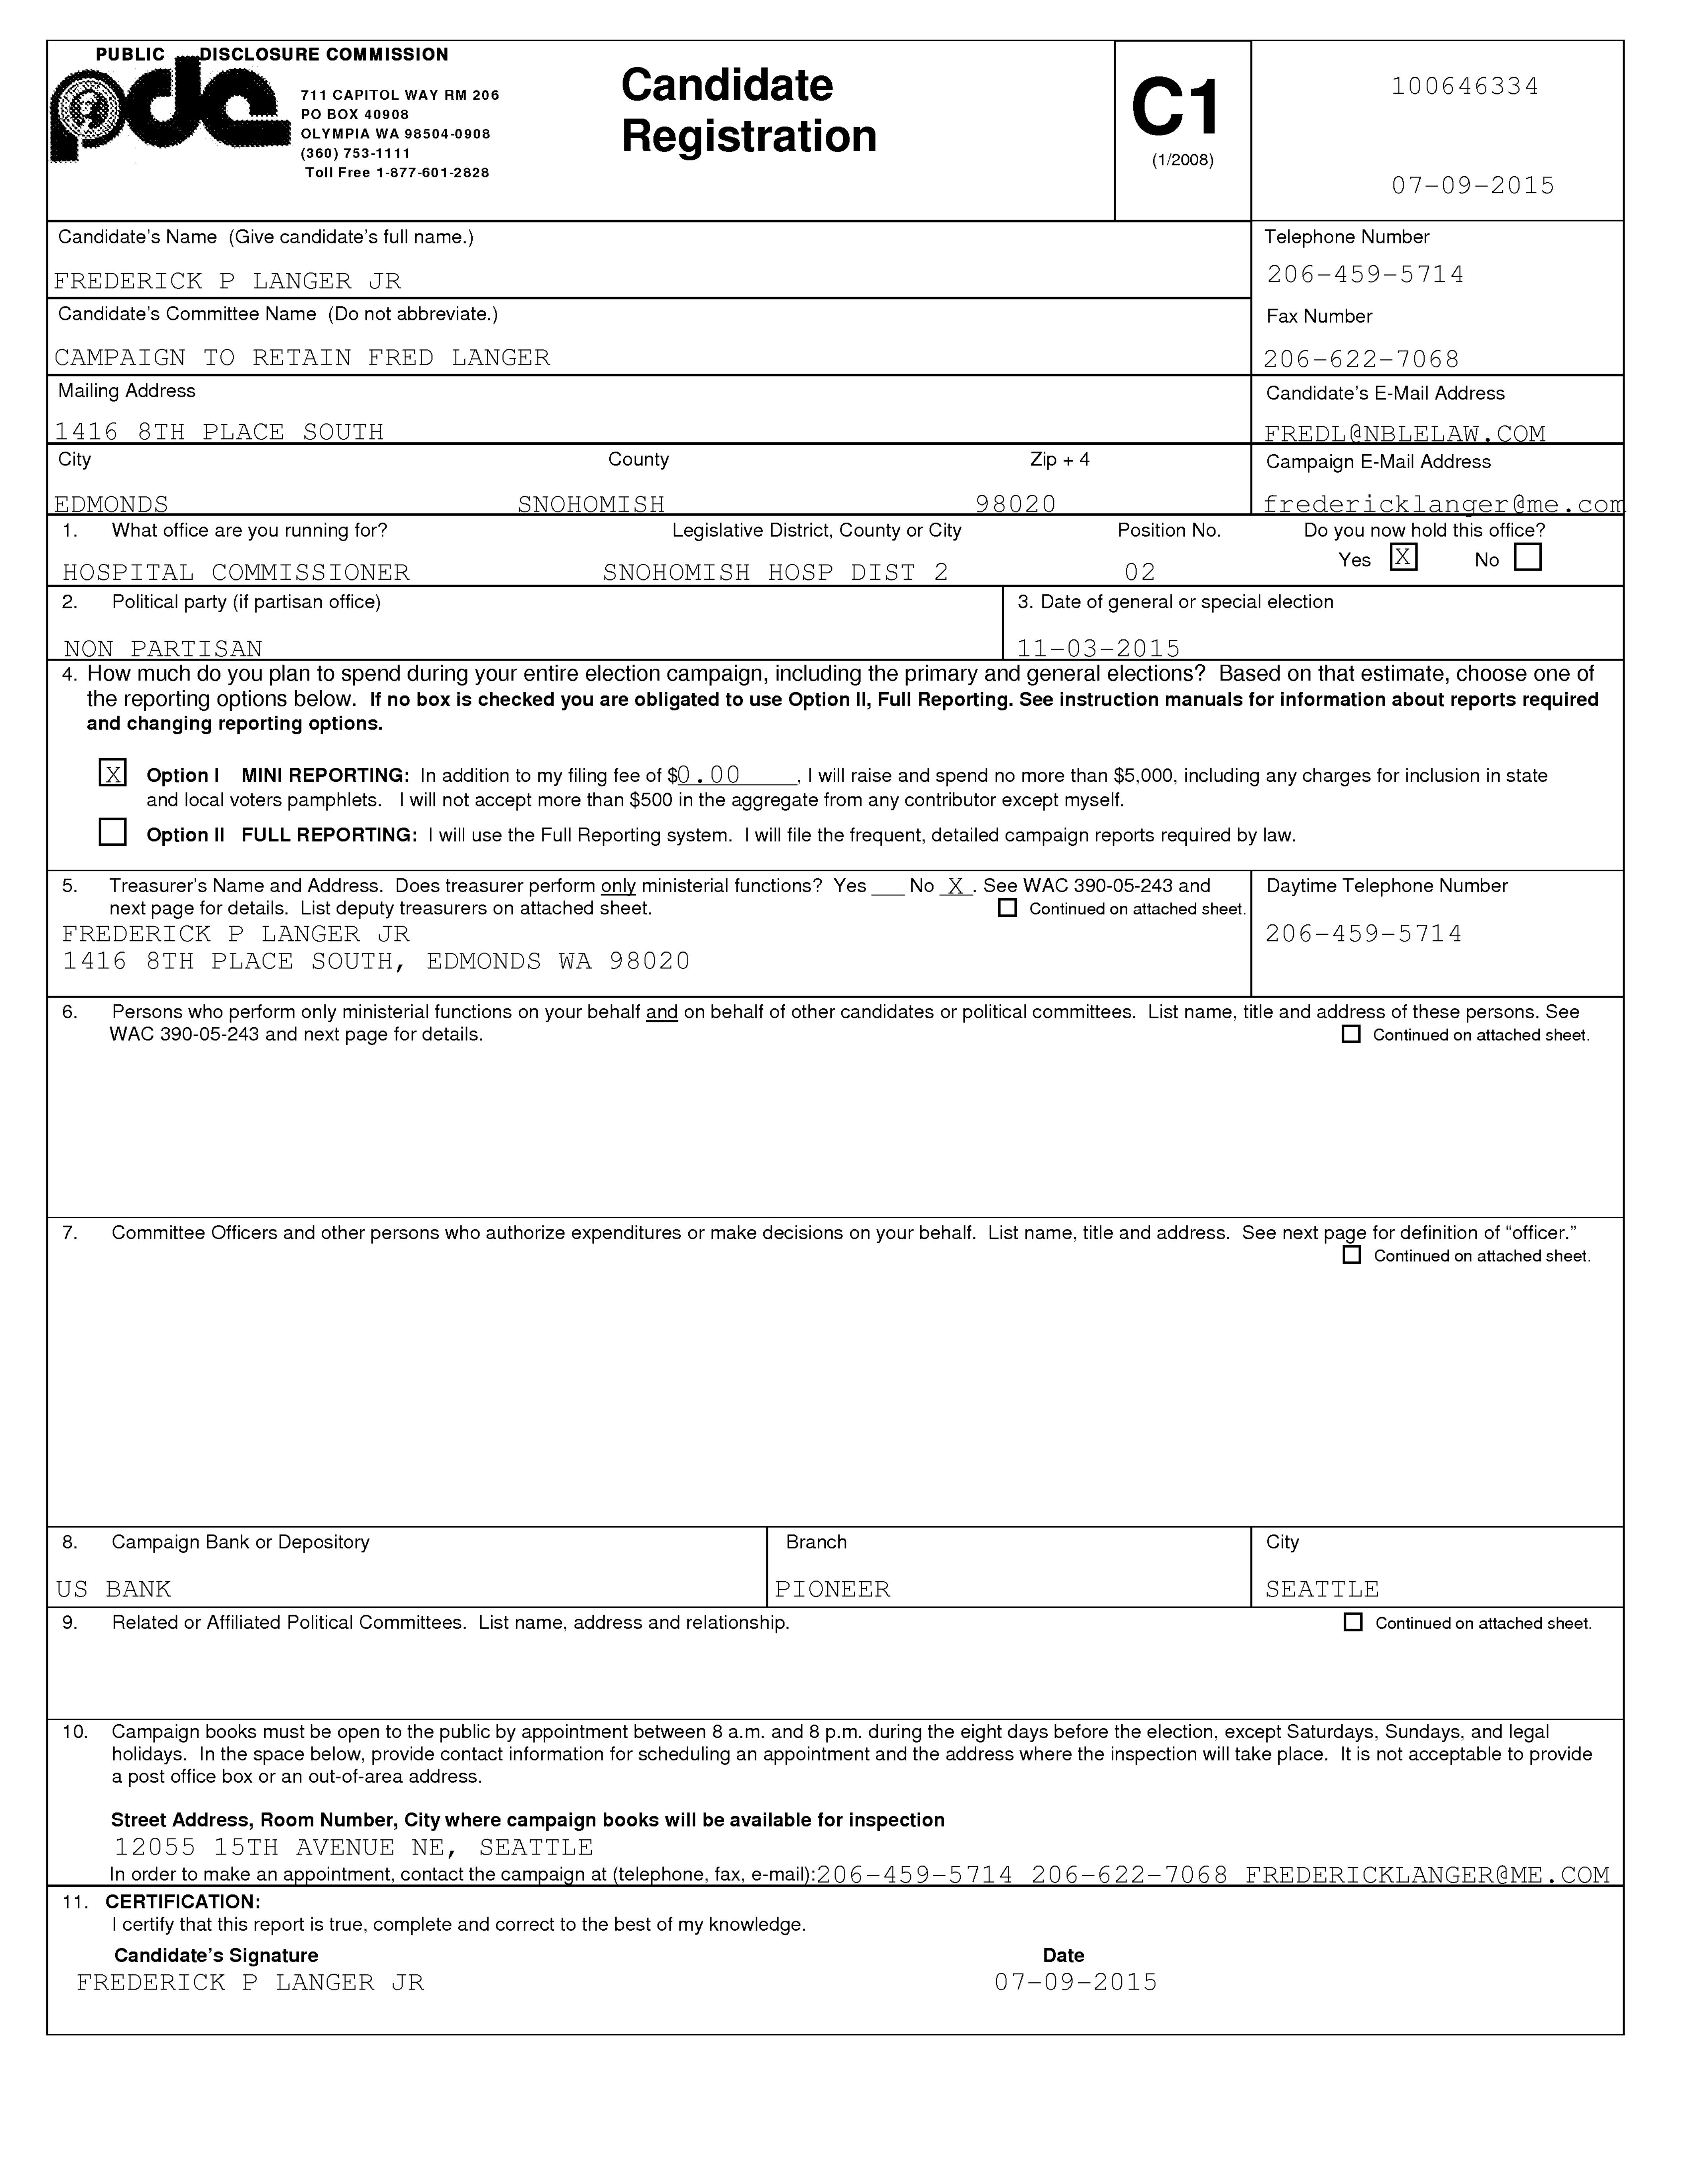 PUBLIC DISCLOSURE COMMISSION
pdc
711 CAPITOL WAY RM 206
PO BOX 40908
OLYMPIA WA 98504-0908
(360) 753-1111
Toll Free 1-877-601-2828
Candidate
Registration
C1
(1/2008)
100646334
07-09-2015
Candidate's Name (Give candidate's full name.)
FREDERICK P LANGER JR
Telephone Number
206-459-5714
Candidate's Committee Name (Do not abbreviate.)
CAMPAIGN TO RETAIN FRED LANGER
Fax Number
206-622-7068
Mailing Address
1416 8TH PLACE SOUTH
Candidate's E-Mail Address
FREDL@NBLELAW.COM
City County Zip + 4
EDMONDS SNOHOMISH 98020
Campaign E-Mail Address
fredericklanger@me.com
1. What office are you running for? Legislative District, County or City Position No. Do you now hold this office?
HOSPITAL COMMISSIONER SNOHOMISH HOSP DIST 2 02 Yes X No
2. Political party (if partisan office)
NON PARTISAN
3. Date of general or special election
11-03-2015
4. How much do you plan to spend during your entire election campaign, including the primary and general elections? Based on that estimate, choose one of
the reporting options below. If no box is checked you are obligated to use Option II, Full Reporting. See instruction manuals for information about reports required
and changing reporting options.
X Option I MINI REPORTING: In addition to my filing fee of $0.00, I will raise and spend no more than $5,000, including any charges for inclusion in state
and local voters pamphlets. I will not accept more than $500 in the aggregate from any contributor except myself.
Option II FULL REPORTING: I will use the Full Reporting system. I will file the frequent, detailed campaign reports required by law.
5. Treasurer's Name and Address. Does treasurer perform only ministerial functions? Yes ___ No _X_. See WAC 390-05-243 and
next page for details. List deputy treasurers on attached sheet. Continued on attached sheet.
FREDERICK P LANGER JR
1416 8TH PLACE SOUTH, EDMONDS WA 98020
Daytime Telephone Number
206-459-5714
6. Persons who perform only ministerial functions on your behalf and on behalf of other candidates or political committees. List name, title and address of these persons. See
WAC 390-05-243 and next page for details. Continued on attached sheet.
7. Committee Officers and other persons who authorize expenditures or make decisions on your behalf. List name, title and address. See next page for definition of “officer.”
Continued on attached sheet.
8. Campaign Bank or Depository Branch City
US BANK PIONEER SEATTLE
9. Related or Affiliated Political Committees. List name, address and relationship. Continued on attached sheet.
10. Campaign books must be open to the public by appointment between 8 a.m. and 8 p.m. during the eight days before the election, except Saturdays, Sundays, and legal
holidays. In the space below, provide contact information for scheduling an appointment and the address where the inspection will take place. It is not acceptable to provide
a post office box or an out-of-area address.
Street Address, Room Number, City where campaign books will be available for inspection
12055 15TH AVENUE NE, SEATTLE
In order to make an appointment, contact the campaign at (telephone, fax, e-mail): 206-459-5714 206-622-7068 FREDERICKLANGER@ME.COM
11. CERTIFICATION:
I certify that this report is true, complete and correct to the best of my knowledge.
Candidate's Signature Date
FREDERICK P LANGER JR 07-09-2015